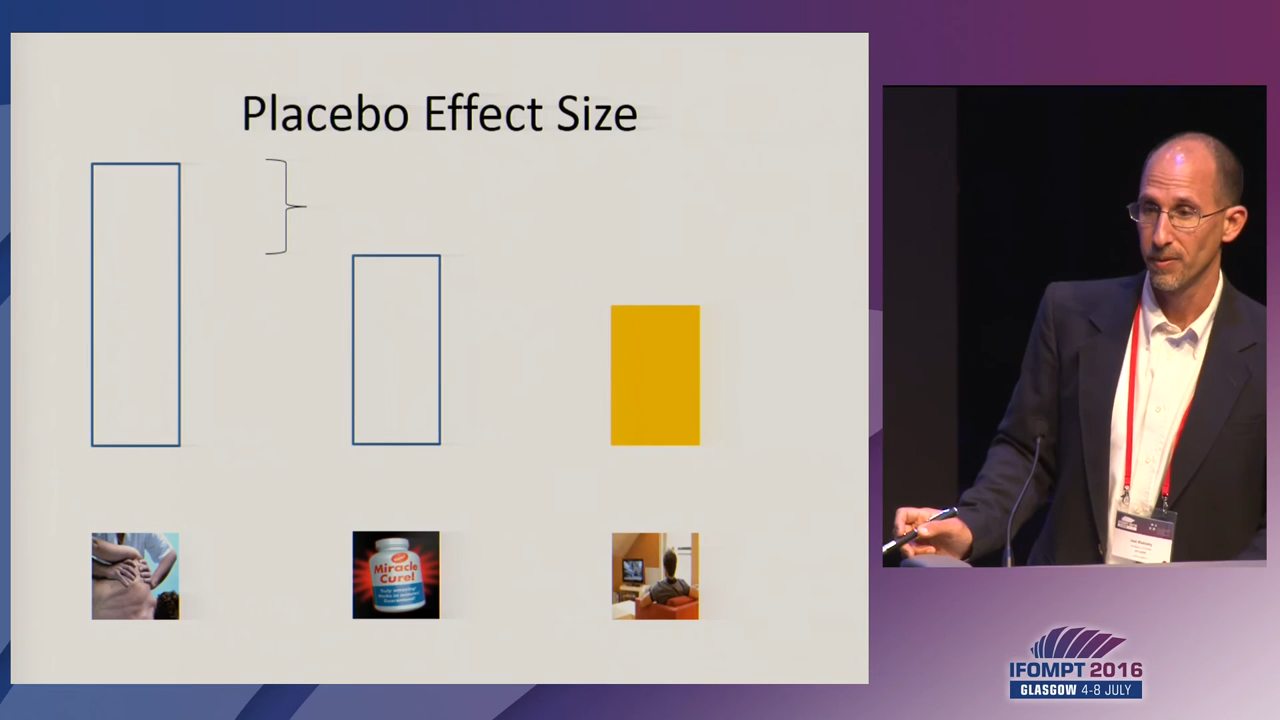 Placebo Effect Size
Miracle
Cure!
IFOMPT 2016
GLASGOW 4-8 JULY